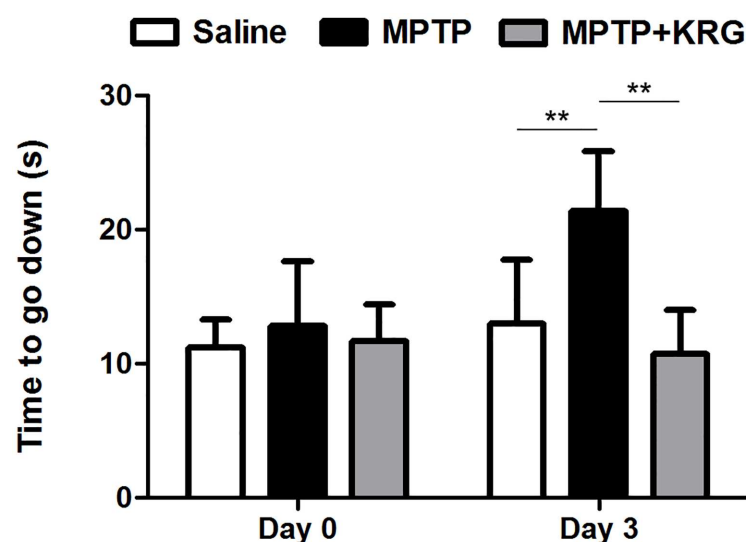 Saline MPTP MPTP+KRG
Time to go down (s)
30
20
10
0
** **
Day 0 Day 3